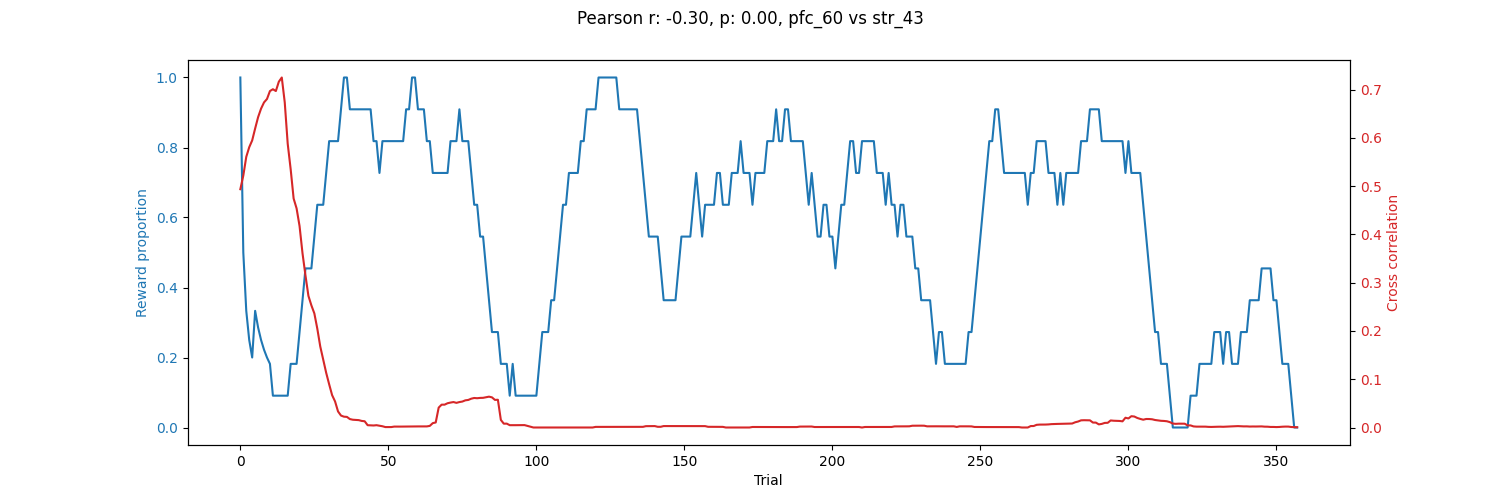 Pearson r: -0.30, p: 0.00, pfc_60 vs str_43
1.0
0.8
0.6
0.4
0.2
0.0
Reward proportion
0.7
0.6
0.5
0.4
0.3
0.2
0.1
0.0
Cross correlation
0 50 100 150 200 250 300 350
Trial